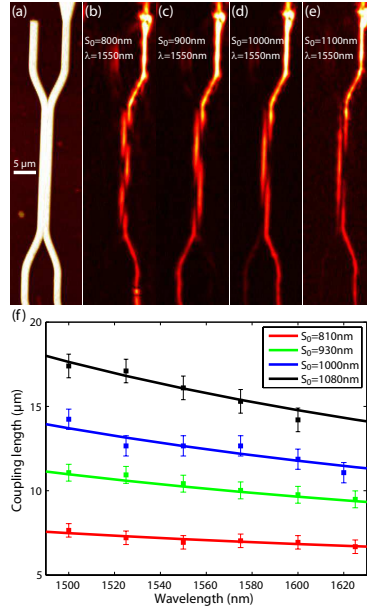 (a) (b) (c) (d) (e)
S₀=800nm S₀=900nm S₀=1000nm S₀=1100nm
λ=1550nm λ=1550nm λ=1550nm λ=1550nm
5 μm
(f)
20
15
10
5
Coupling length (μm)
S₀=810nm
S₀=930nm
S₀=1000nm
S₀=1080nm
1500 1520 1540 1560 1580 1600 1620
Wavelength (nm)